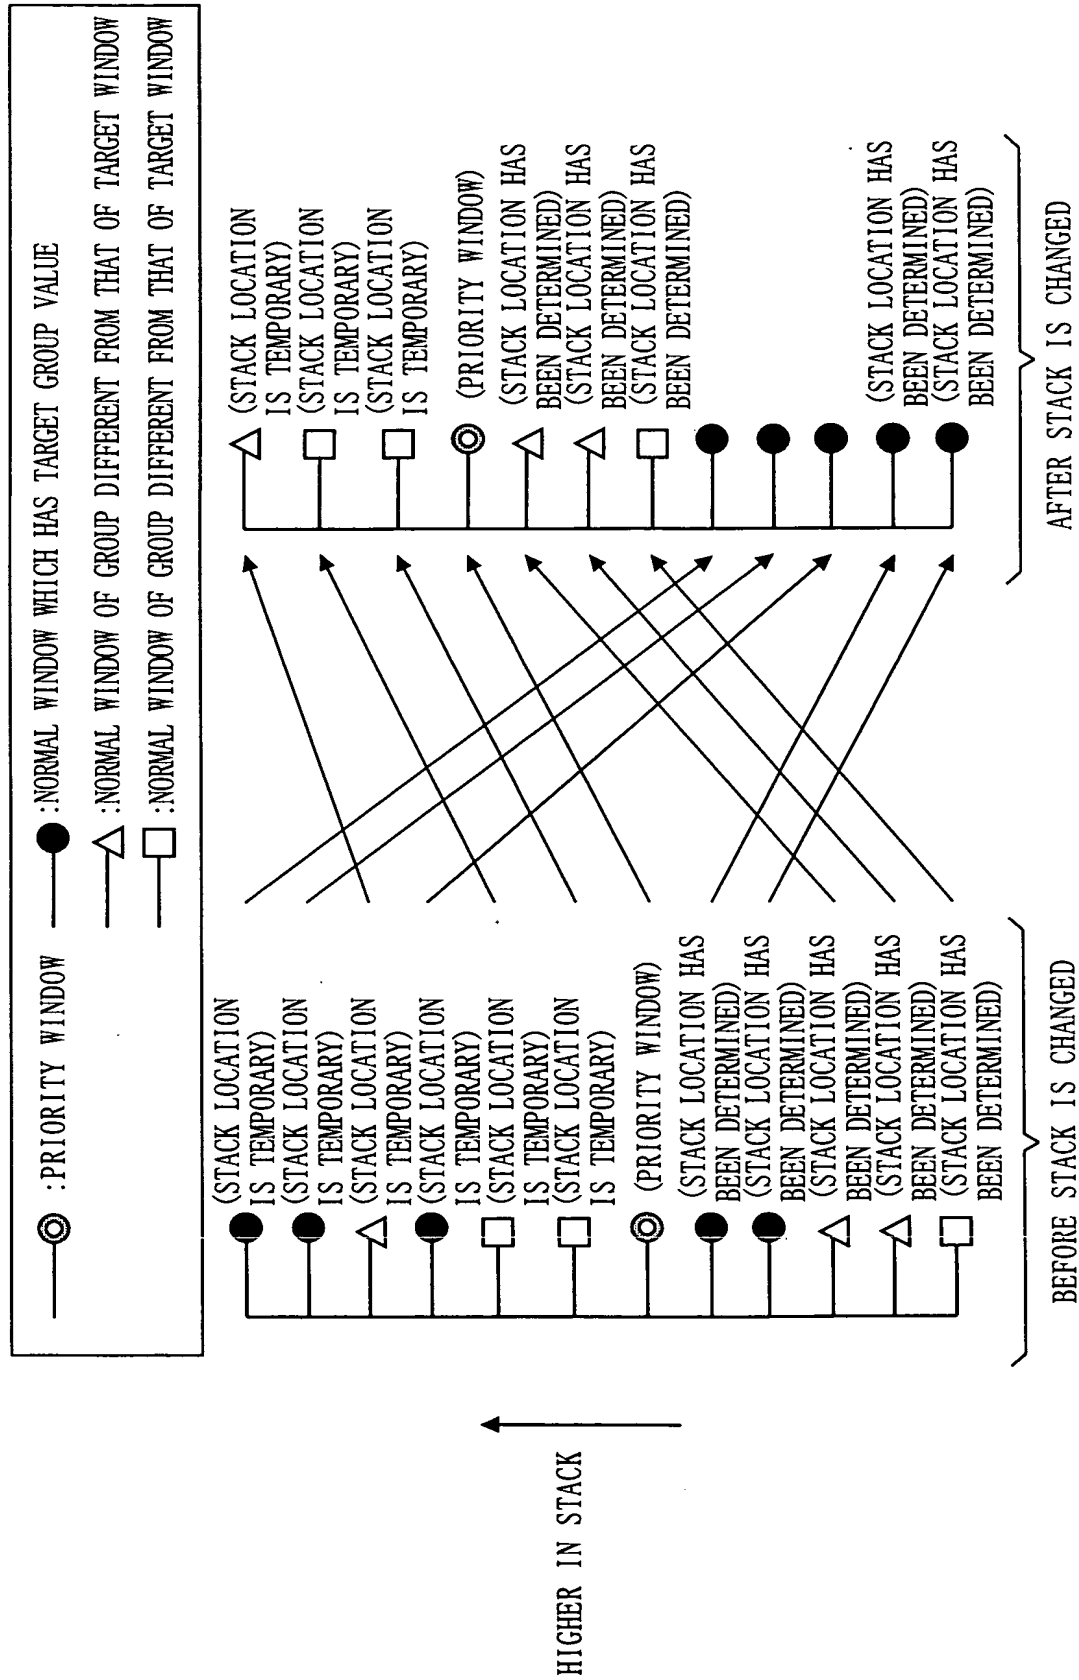 :PRIORITY WINDOW
:NORMAL WINDOW WHICH HAS TARGET GROUP VALUE
:NORMAL WINDOW OF GROUP DIFFERENT FROM THAT OF TARGET WINDOW
:NORMAL WINDOW OF GROUP DIFFERENT FROM THAT OF TARGET WINDOW
HIGHER IN STACK
(STACK LOCATION
IS TEMPORARY)
(STACK LOCATION
IS TEMPORARY)
(STACK LOCATION
IS TEMPORARY)
(STACK LOCATION
IS TEMPORARY)
(STACK LOCATION
IS TEMPORARY)
(STACK LOCATION
IS TEMPORARY)
(PRIORITY WINDOW)
(STACK LOCATION HAS
BEEN DETERMINED)
(STACK LOCATION HAS
BEEN DETERMINED)
(STACK LOCATION HAS
BEEN DETERMINED)
(STACK LOCATION HAS
BEEN DETERMINED)
(STACK LOCATION HAS
BEEN DETERMINED)
BEFORE STACK IS CHANGED
(STACK LOCATION
IS TEMPORARY)
(STACK LOCATION
IS TEMPORARY)
(STACK LOCATION
IS TEMPORARY)
(PRIORITY WINDOW)
(STACK LOCATION HAS
BEEN DETERMINED)
(STACK LOCATION HAS
BEEN DETERMINED)
(STACK LOCATION HAS
BEEN DETERMINED)
(STACK LOCATION HAS
BEEN DETERMINED)
(STACK LOCATION HAS
BEEN DETERMINED)
AFTER STACK IS CHANGED